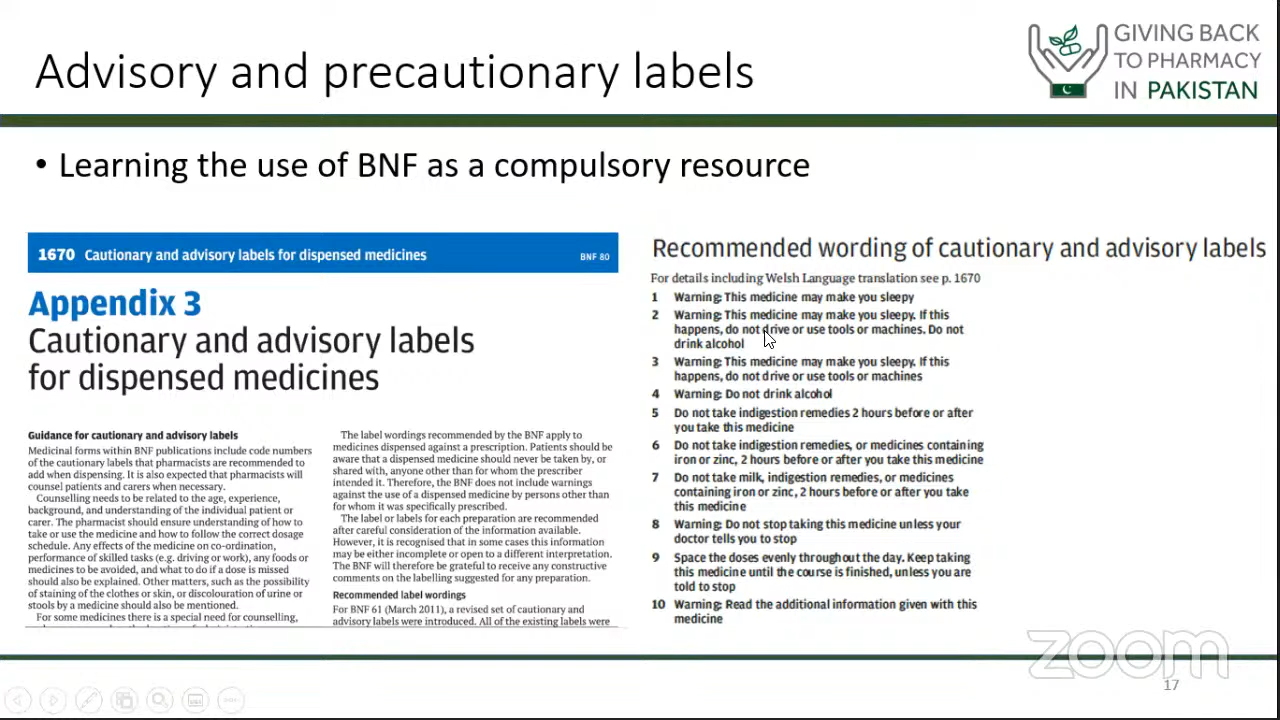 Advisory and precautionary labels
GIVING BACK
TO PHARMACY
IN PAKISTAN
• Learning the use of BNF as a compulsory resource
1670 Cautionary and advisory labels for dispensed medicines BNF 80
Appendix 3
Cautionary and advisory labels
for dispensed medicines
Guidance for cautionary and advisory labels
Medicinal forms within BNF publications include code numbers
of the cautionary labels that pharmacists are recommended to
add when dispensing. It is also expected that pharmacists will
counsel patients and carers when necessary.
Counselling needs to be related to the age, experience,
background, and understanding of the individual patient or
carer. The pharmacist should ensure understanding of how to
take or use the medicine and how to follow the correct dosage
schedule. Any effects of the medicine on co-ordination,
performance of skilled tasks (e.g. driving or work), any foods or
medicines to be avoided, and what to do if a dose is missed
should also be explained. Other matters, such as the possibility
of staining of the clothes or skin, or discolouration of urine or
stools by a medicine should also be mentioned.
For some medicines there is a special need for counselling,
The label wordings recommended by the BNF apply to
medicines dispensed against a prescription. Patients should be
aware that a dispensed medicine should never be taken by, or
shared with, anyone other than for whom the prescriber
intended it. Therefore, the BNF does not include warnings
against the use of a dispensed medicine by persons other than
for whom it was specifically prescribed.
The label or labels for each preparation are recommended
after careful consideration of the information available.
However, it is recognised that in some cases this information
may be either incomplete or open to a different interpretation.
The BNF will therefore be grateful to receive any constructive
comments on the labelling suggested for any preparation.
Recommended label wordings
For BNF 61 (March 2011), a revised set of cautionary and
advisory labels were introduced. All of the existing labels were
Recommended wording of cautionary and advisory labels
For details including Welsh Language translation see p. 1670
1 Warning: This medicine may make you sleepy
2 Warning: This medicine may make you sleepy. If this
happens, do not drive or use tools or machines. Do not
drink alcohol
3 Warning: This medicine may make you sleepy. If this
happens, do not drive or use tools or machines
4 Warning: Do not drink alcohol
5 Do not take indigestion remedies 2 hours before or after
you take this medicine
6 Do not take indigestion remedies, or medicines containing
iron or zinc, 2 hours before or after you take this medicine
7 Do not take milk, indigestion remedies, or medicines
containing iron or zinc, 2 hours before or after you take
this medicine
8 Warning: Do not stop taking this medicine unless your
doctor tells you to stop
9 Space the doses evenly throughout the day. Keep taking
this medicine until the course is finished, unless you are
told to stop
10 Warning: Read the additional information given with this
medicine
zoom
17